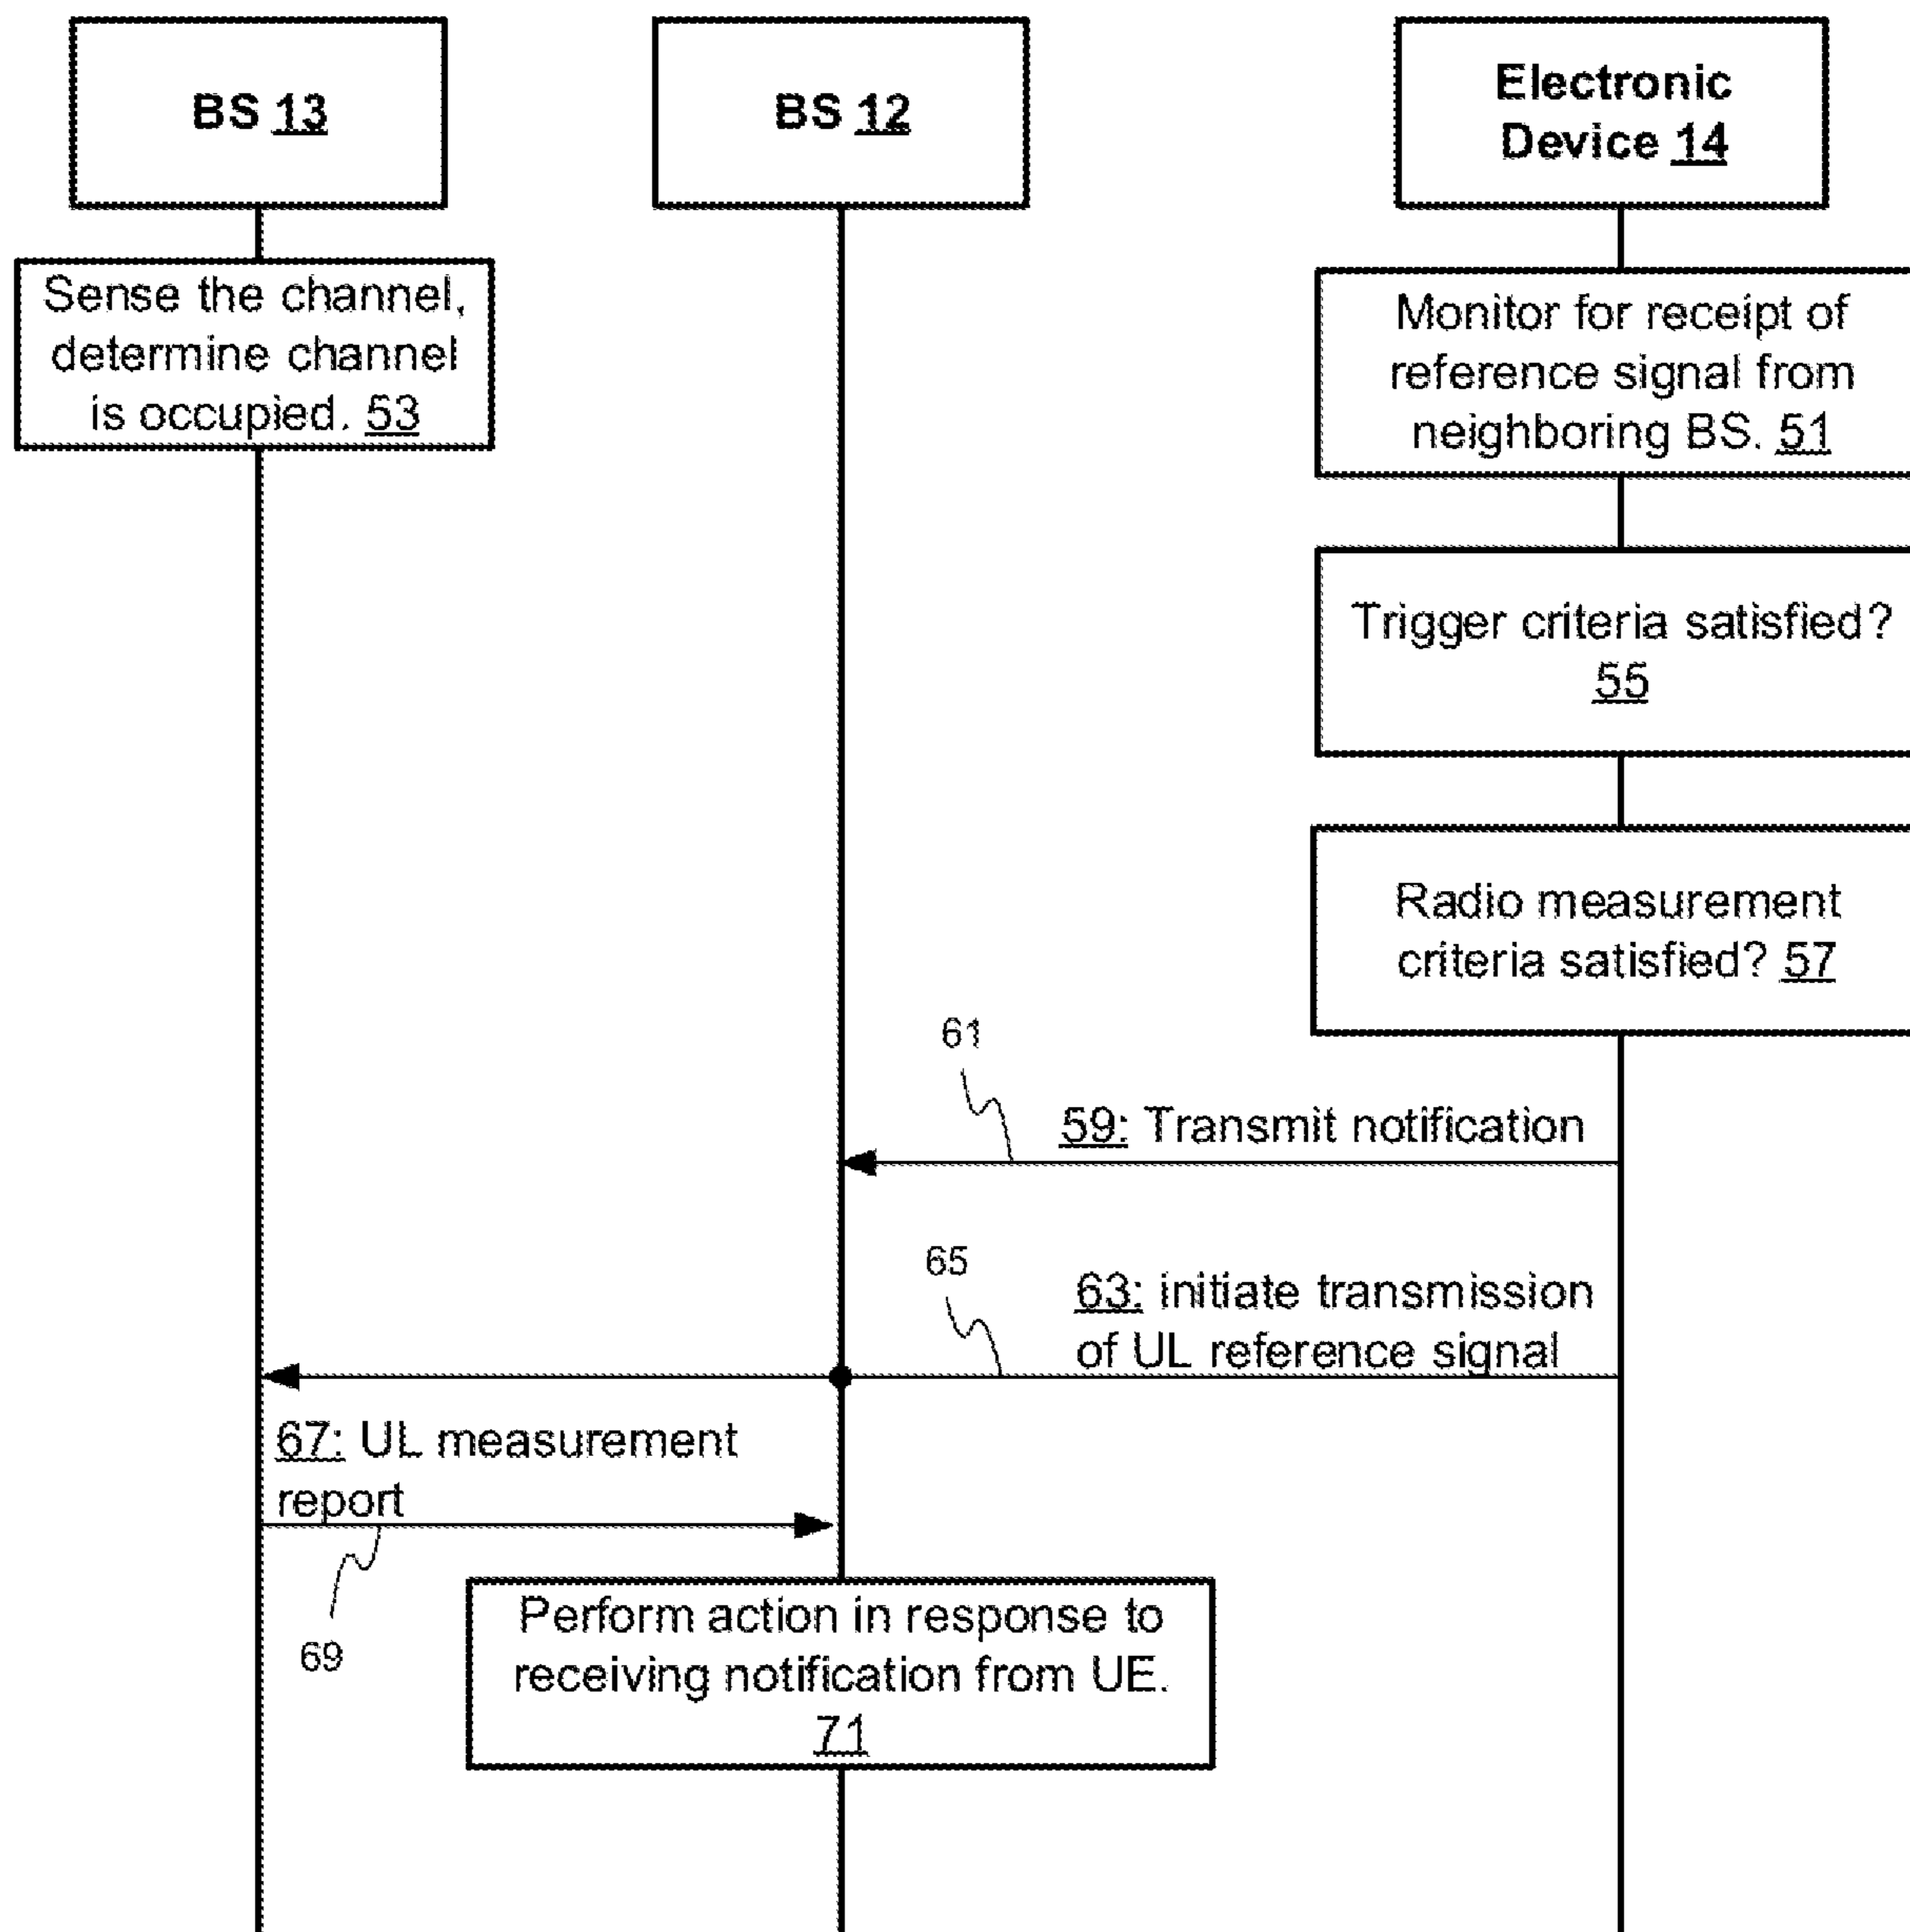 BS 13
BS 12
Electronic
Device 14
Sense the channel,
determine channel
is occupied. 53
Monitor for receipt of
reference signal from
neighboring BS. 51
Trigger criteria satisfied?
55
Radio measurement
criteria satisfied? 57
61
59: Transmit notification
65
63: initiate transmission
of UL reference signal
67: UL measurement
report
69
Perform action in response to
receiving notification from UE.
71